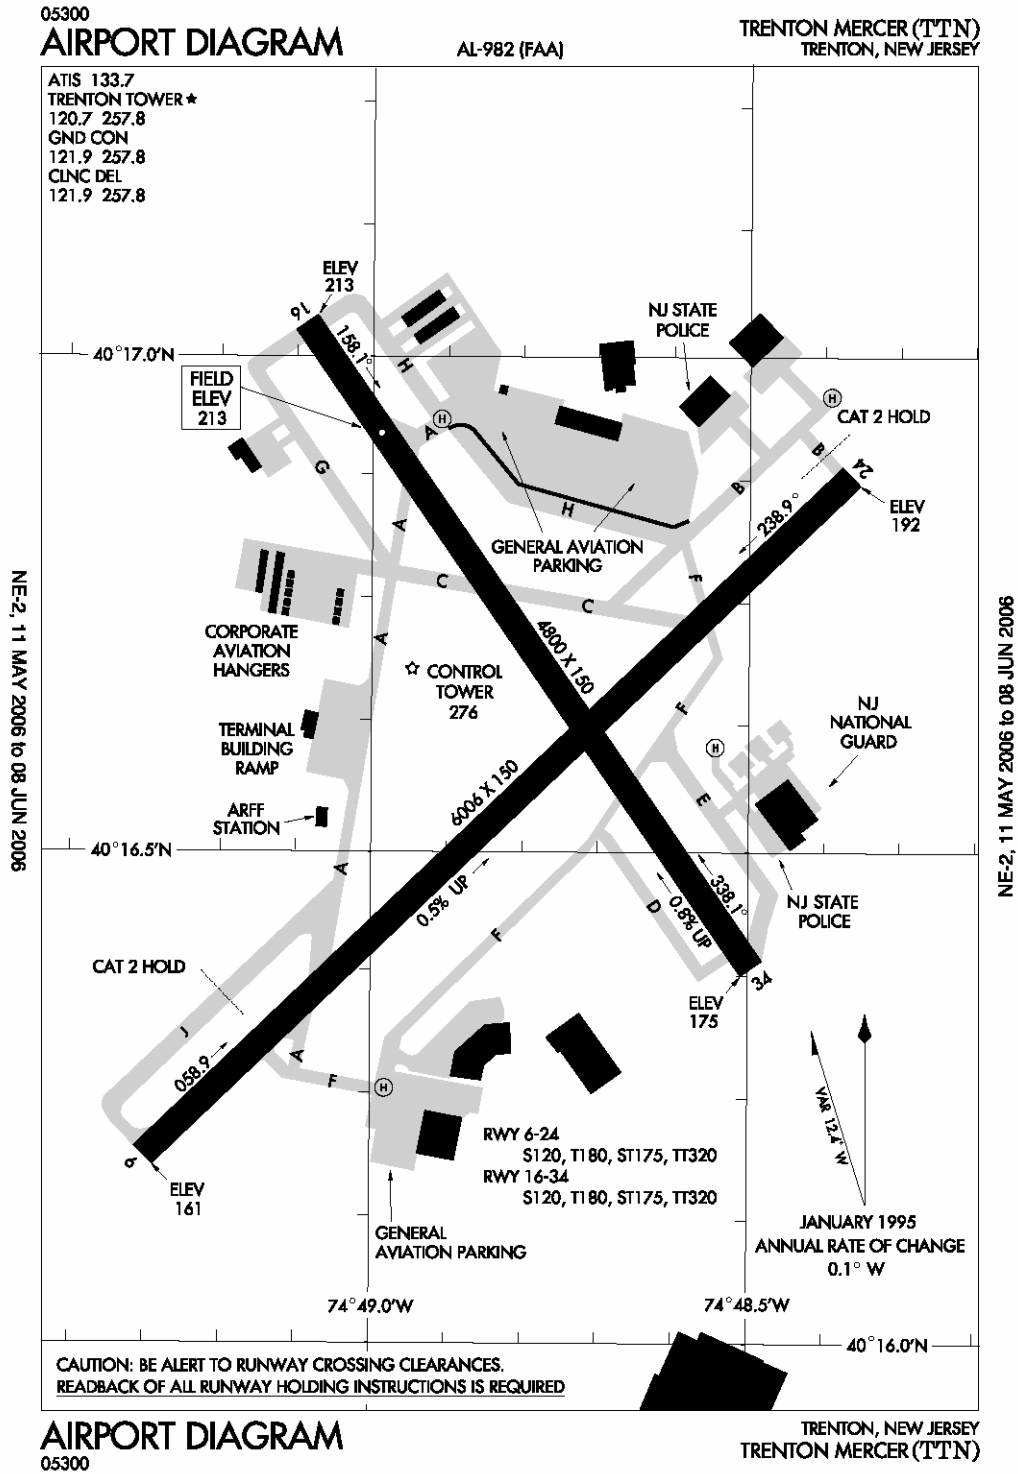 05300
AIRPORT DIAGRAM
AL-982 (FAA)
TRENTON MERCER (TTN)
TRENTON, NEW JERSEY
ATIS 133.7
TRENTON TOWER★
120.7 257.8
GND CON
121.9 257.8
CLNC DEL
121.9 257.8
ELEV
213
16
158.1°
H
NJ STATE
POLICE
40°17.0'N
FIELD
ELEV
213
H
A
H
CAT 2 HOLD
B
24
G
B
ELEV
192
238.9°
H
A
GENERAL AVIATION
PARKING
F
C
C
CORPORATE
AVIATION
HANGERS
A
4800 X 150
CONTROL
TOWER
276
F
NJ
NATIONAL
GUARD
TERMINAL
BUILDING
RAMP
H
6006 X 150
E
ARFF
STATION
40°16.5'N
A
0.5% UP
338.1°
0.8% UP
D
NJ STATE
POLICE
F
CAT 2 HOLD
34
ELEV
175
J
A
058.9
F
H
VAR 12.4° W
6
RWY 6-24
S120, T180, ST175, TT320
RWY 16-34
S120, T180, ST175, TT320
ELEV
161
GENERAL
AVIATION PARKING
JANUARY 1995
ANNUAL RATE OF CHANGE
0.1° W
74°49.0'W
74°48.5'W
40°16.0'N
CAUTION: BE ALERT TO RUNWAY CROSSING CLEARANCES.
READBACK OF ALL RUNWAY HOLDING INSTRUCTIONS IS REQUIRED
AIRPORT DIAGRAM
05300
TRENTON, NEW JERSEY
TRENTON MERCER (TTN)
NE-2, 11 MAY 2006 to 08 JUN 2006
NE-2, 11 MAY 2006 to 08 JUN 2006